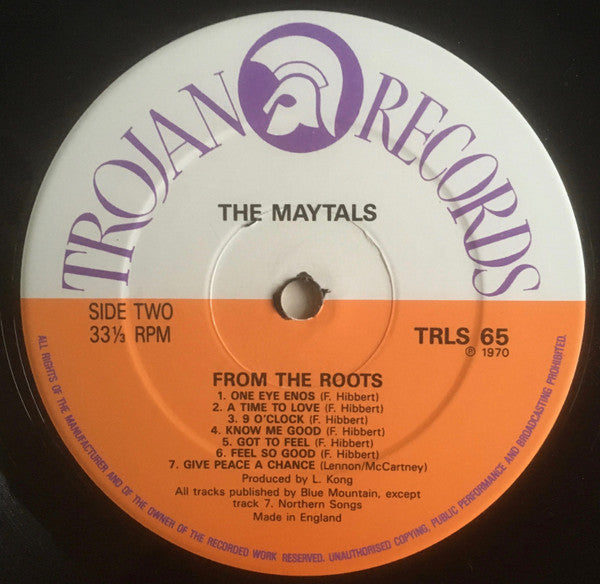 TROJAN RECORDS
THE MAYTALS
SIDE TWO
33⅓ RPM
TRLS 65
℗ 1970
FROM THE ROOTS
1. ONE EYE ENOS (F. Hibbert)
2. A TIME TO LOVE (F. Hibbert)
3. 9 O'CLOCK (F. Hibbert)
4. KNOW ME GOOD (F. Hibbert)
5. GOT TO FEEL (F. Hibbert)
6. FEEL SO GOOD (F. Hibbert)
7. GIVE PEACE A CHANCE (Lennon/McCartney)
Produced by L. Kong
All tracks published by Blue Mountain, except
track 7. Northern Songs
Made in England
ALL RIGHTS OF THE MANUFACTURER AND OF THE OWNER OF THE RECORDED WORK RESERVED. UNAUTHORISED COPYING, PUBLIC PERFORMANCE AND BROADCASTING PROHIBITED.